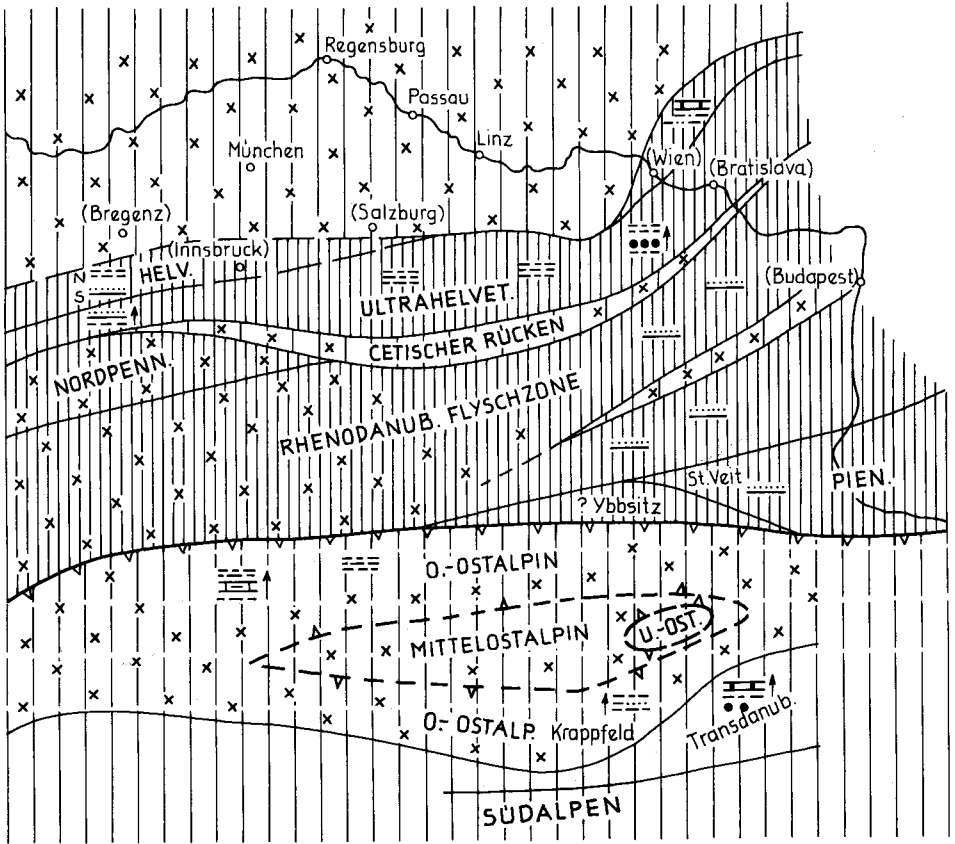 Regensburg
Passau
Linz
München
(Wien)
(Bratislava)
(Bregenz)
(Salzburg)
(Innsbruck)
(Budapest)
N
S
HELV.
ULTRAHELVET.
CETISCHER RÜCKEN
NORDPENN.
RHENODANUB. FLYSCHZONE
St. Veit
PIEN.
? Ybbsitz
O.-OSTALPIN
MITTELOSTALPIN
U.-OST.
O.-OSTALP. Krappfeld
Transdanub.
SÜDALPEN